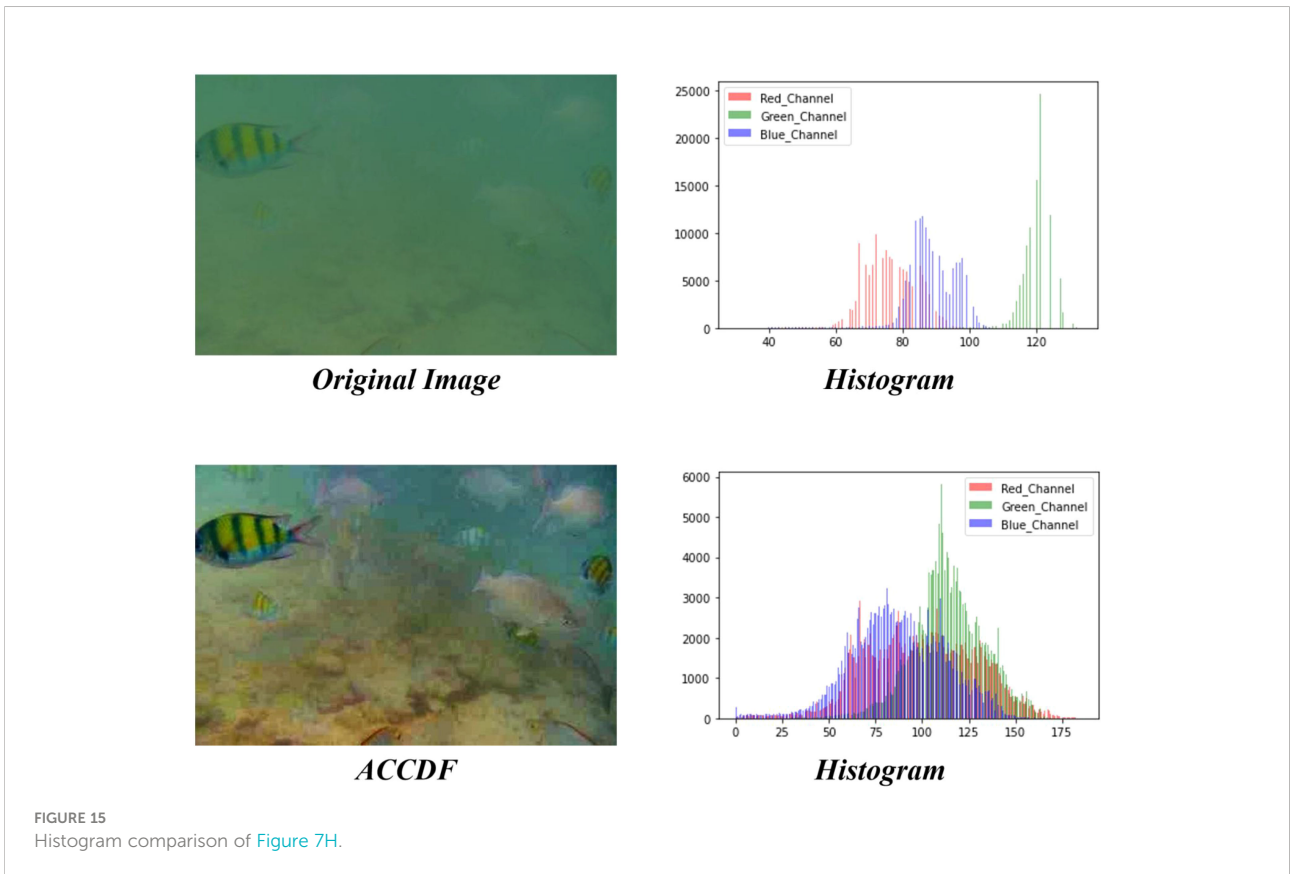 25000
20000
15000
10000
5000
0
Red_Channel
Green_Channel
Blue_Channel
40 60 80 100 120
Original Image
Histogram
6000
5000
4000
3000
2000
1000
0
Red_Channel
Green_Channel
Blue_Channel
0 25 50 75 100 125 150 175
ACCDF
Histogram
FIGURE 15
Histogram comparison of Figure 7H.